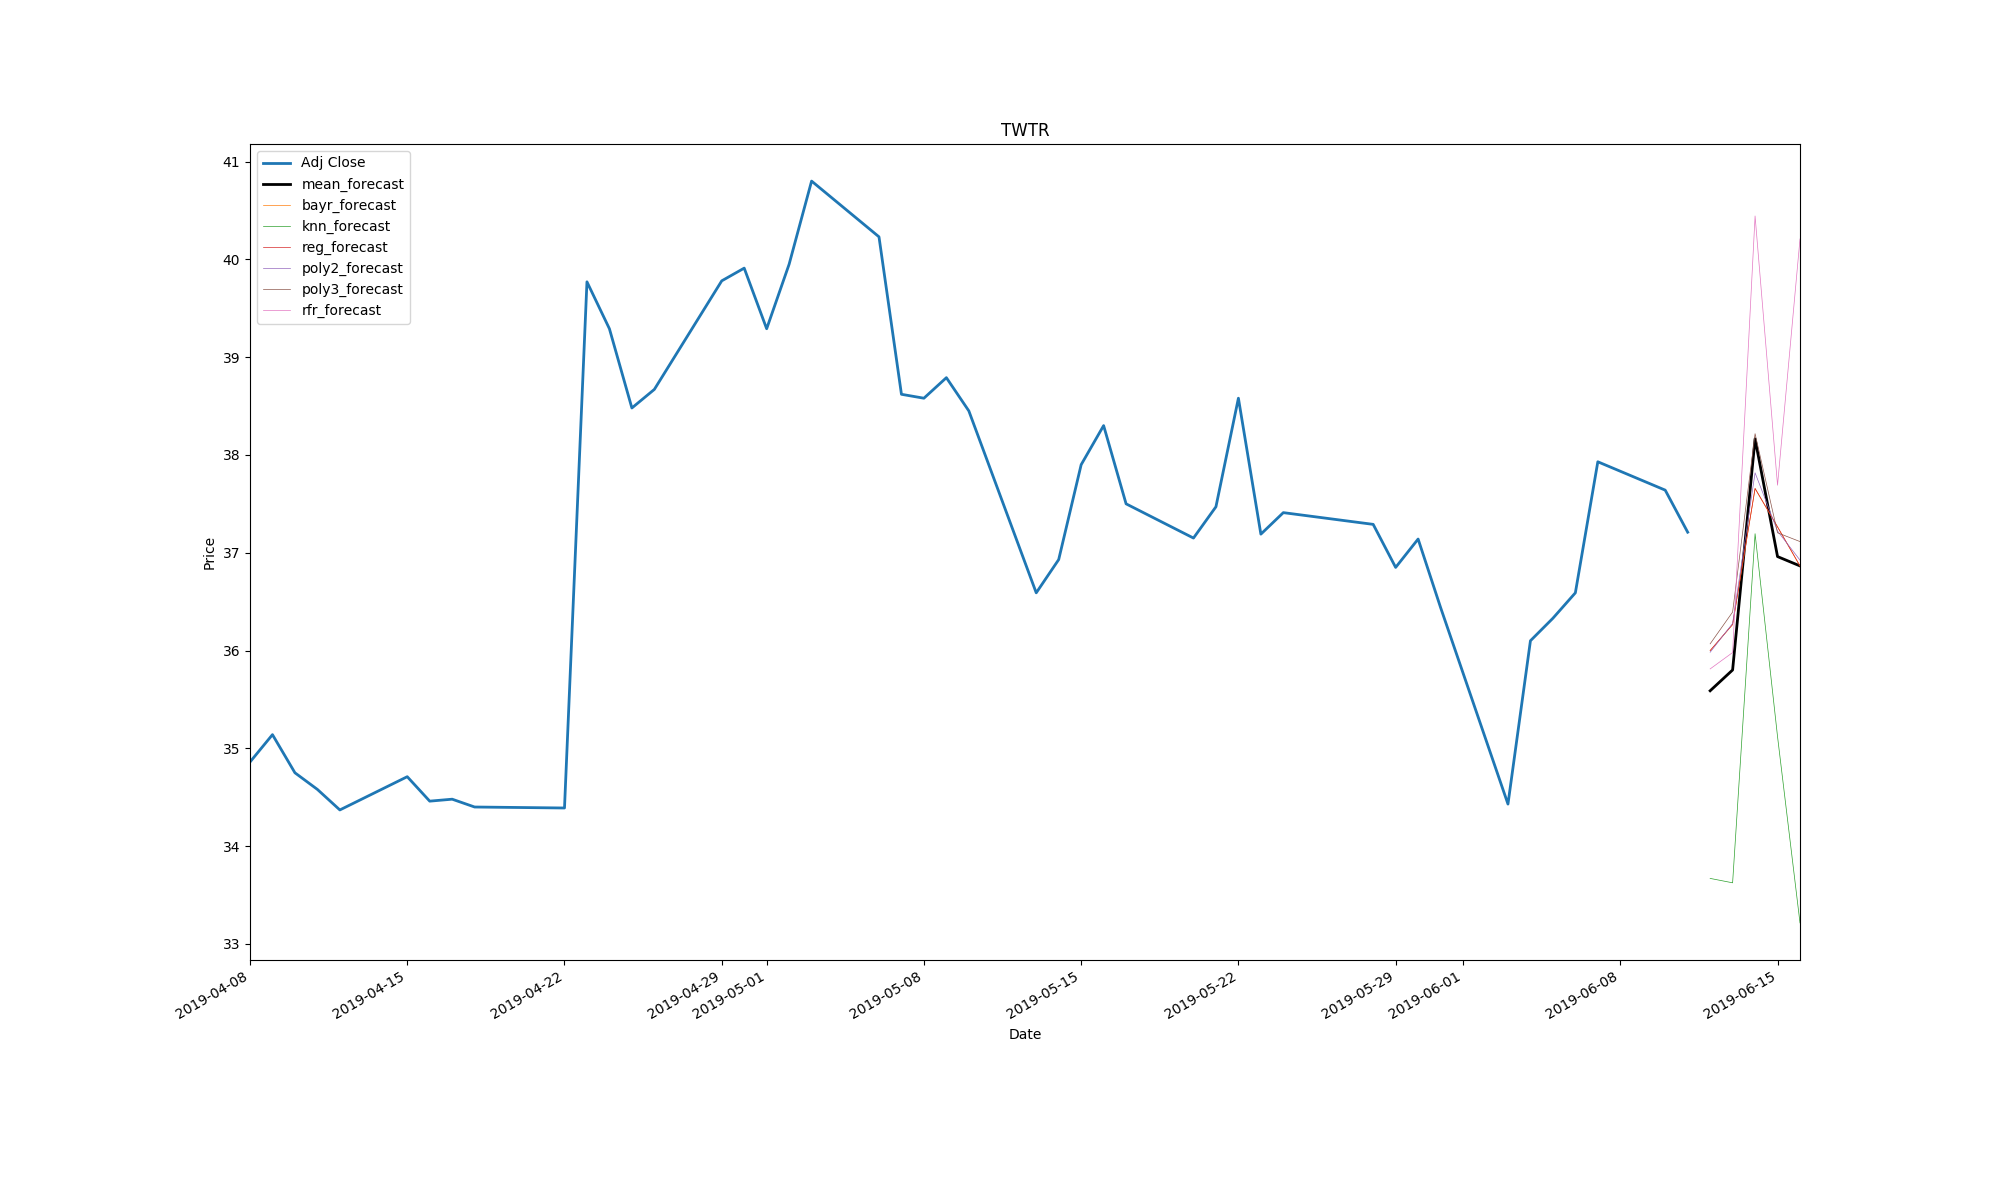 TWTR
41
40
39
38
37
36
35
34
33
Price
Adj Close
mean_forecast
bayr_forecast
knn_forecast
reg_forecast
poly2_forecast
poly3_forecast
rfr_forecast
2019-04-08
2019-04-15
2019-04-22
2019-04-29
2019-05-01
2019-05-08
2019-05-15
2019-05-22
2019-05-29
2019-06-01
2019-06-08
2019-06-15
Date